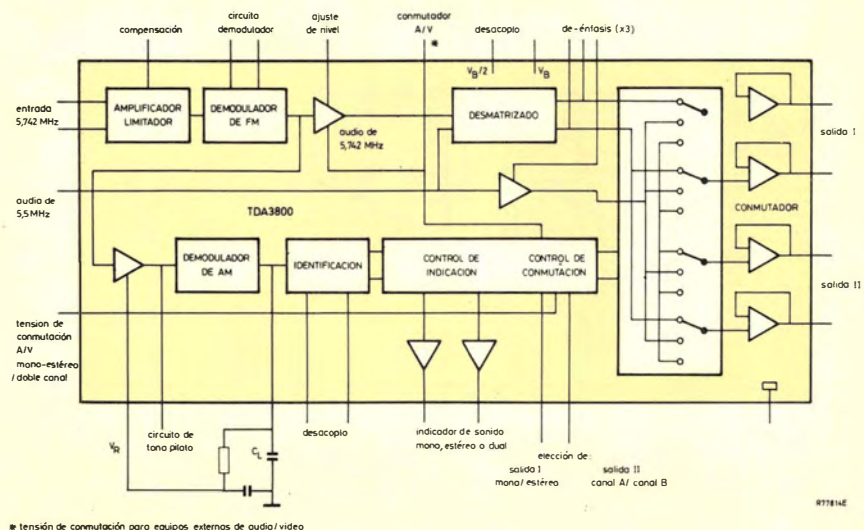 compensación
circuito
demodulador
ajuste
de nivel
conmutador
A/V
*
desacoplo
de-énfasis (x3)
V_B/2
V_B
entrada
5,742 MHz
AMPLIFICADOR
LIMITADOR
DEMODULADOR
DE FM
audio de
5,742 MHz
DESMATRIZADO
salida I
audio de
5,5 MHz
TDA3800
CONMUTADOR
DEMODULADOR
DE AM
IDENTIFICACION
CONTROL DE
INDICACION
CONTROL DE
CONMUTACION
salida II
tension de
conmutación
A/V
mono-estéreo
/doble canal
V_R
circuito de
tono piloto
C_L
desacoplo
indicador de sonido
mono, estéreo o dual
elección de:
salida I
mono/estéreo
salida II
canal A/canal B
R77814E
* tensión de conmutación para equipos externos de audio/video